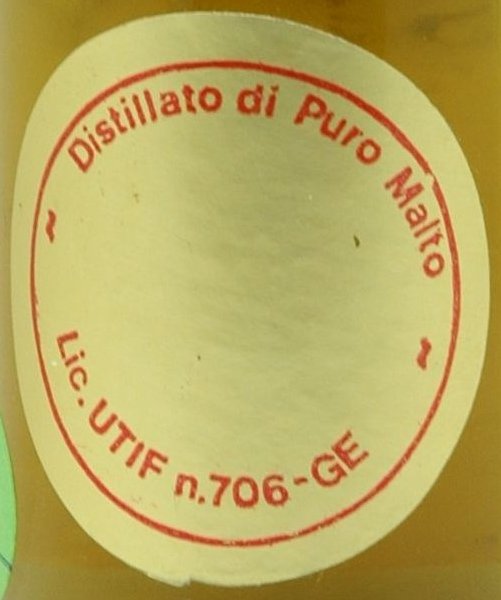 Distillato di Puro Malto
~ ~
Lic. UTIF n.706-GE